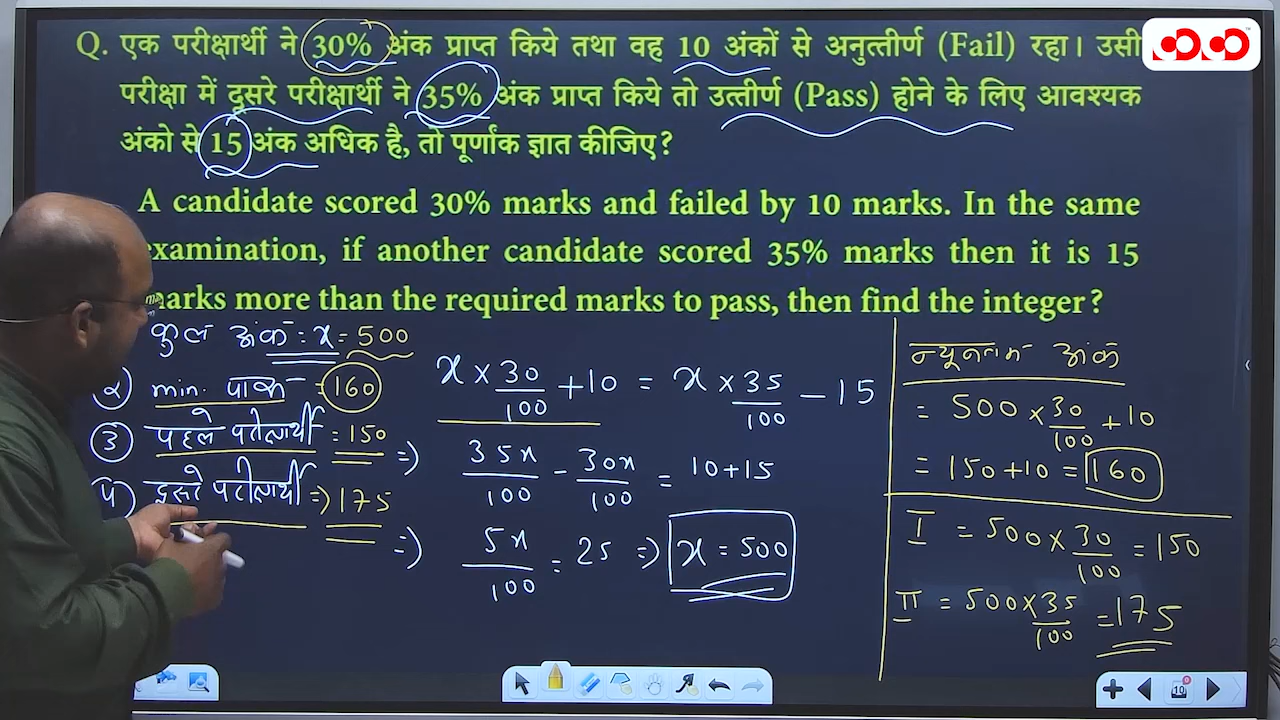 Q. एक परीक्षार्थी ने 30% अंक प्राप्त किये तथा वह 10 अंकों से अनुत्तीर्ण (Fail) रहा। उसी
परीक्षा में दुसरे परीक्षार्थी ने 35% अंक प्राप्त किये तो उत्तीर्ण (Pass) होने के लिए आवश्यक
अंको से 15 अंक अधिक है, तो पूर्णांक ज्ञात कीजिए?
A candidate scored 30% marks and failed by 10 marks. In the same
examination, if another candidate scored 35% marks then it is 15
marks more than the required marks to pass, then find the integer?
कुल अंक : x = 500
② min. पाक = 160
③ पहले परीक्षार्थी = 150
④ दूसरे परीक्षार्थी => 175
x × 30/100 + 10 = x × 35/100 - 15
=> 35x/100 - 30x/100 = 10+15
=> 5x/100 = 25 => x = 500
न्यूनतम अंक
= 500 × 30/100 + 10
= 150+10 = 160
I = 500 × 30/100 = 150
II = 500 × 35/100 = 175
10